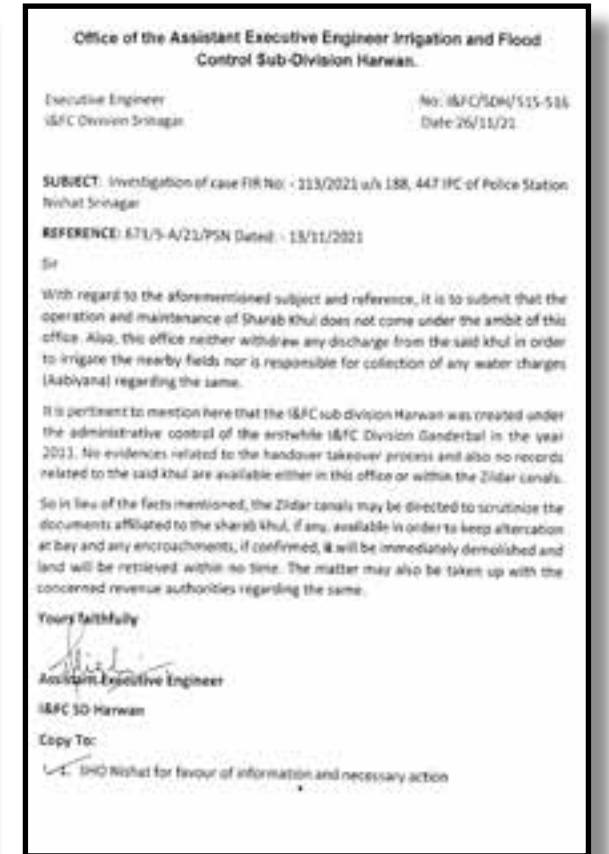 Office of the Assistant Executive Engineer Irrigation and Flood
Control Sub-Division Harwan.
Executive Engineer
I&FC Division Srinagar
No: I&FC/SDH/515-516
Date:26/11/21
SUBJECT: Investigation of case FIR No: - 113/2021 u/s 188, 447 IPC of Police Station
Nishat Srinagar
REFERENCE: 671/5-A/21/PSN Dated: - 13/11/2021
Sir
With regard to the aforementioned subject and reference, it is to submit that the
operation and maintenance of Sharab Khul does not come under the ambit of this
office. Also, this office neither withdraw any discharge from the said khul in order
to irrigate the nearby fields nor is responsible for collection of any water charges
(Aabiyana) regarding the same.
It is pertinent to mention here that the I&FC sub division Harwan was created under
the administrative control of the erstwhile I&FC Division Ganderbal in the year
2011. No evidences related to the handover takeover process and also no records
related to the said khul are available either in this office or within the Zildar canals.
So in lieu of the facts mentioned, the Zildar canals may be directed to scrutinise the
documents affiliated to the sharab khul, if any, available in order to keep altercation
at bay and any encroachments, if confirmed, it will be immediately demolished and
land will be retrieved within no time. The matter may also be taken up with the
concerned revenue authorities regarding the same.
Yours faithfully
Assistant Executive Engineer
I&FC SD Harwan
Copy To:
1. SHO Nishat for favour of information and necessary action